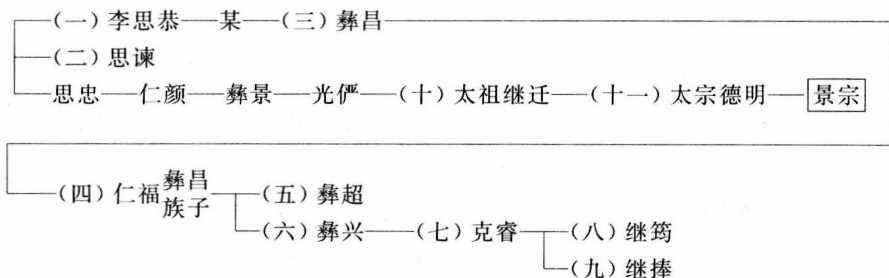 (一)李思恭——某——(三)彝昌
(二)思谏
思忠——仁颜——彝景——光俨——(十)太祖继迁——(十一)太宗德明——景宗
(四)仁福 彝昌族子
(五)彝超
(六)彝兴——(七)克睿
(八)继筠
(九)继捧